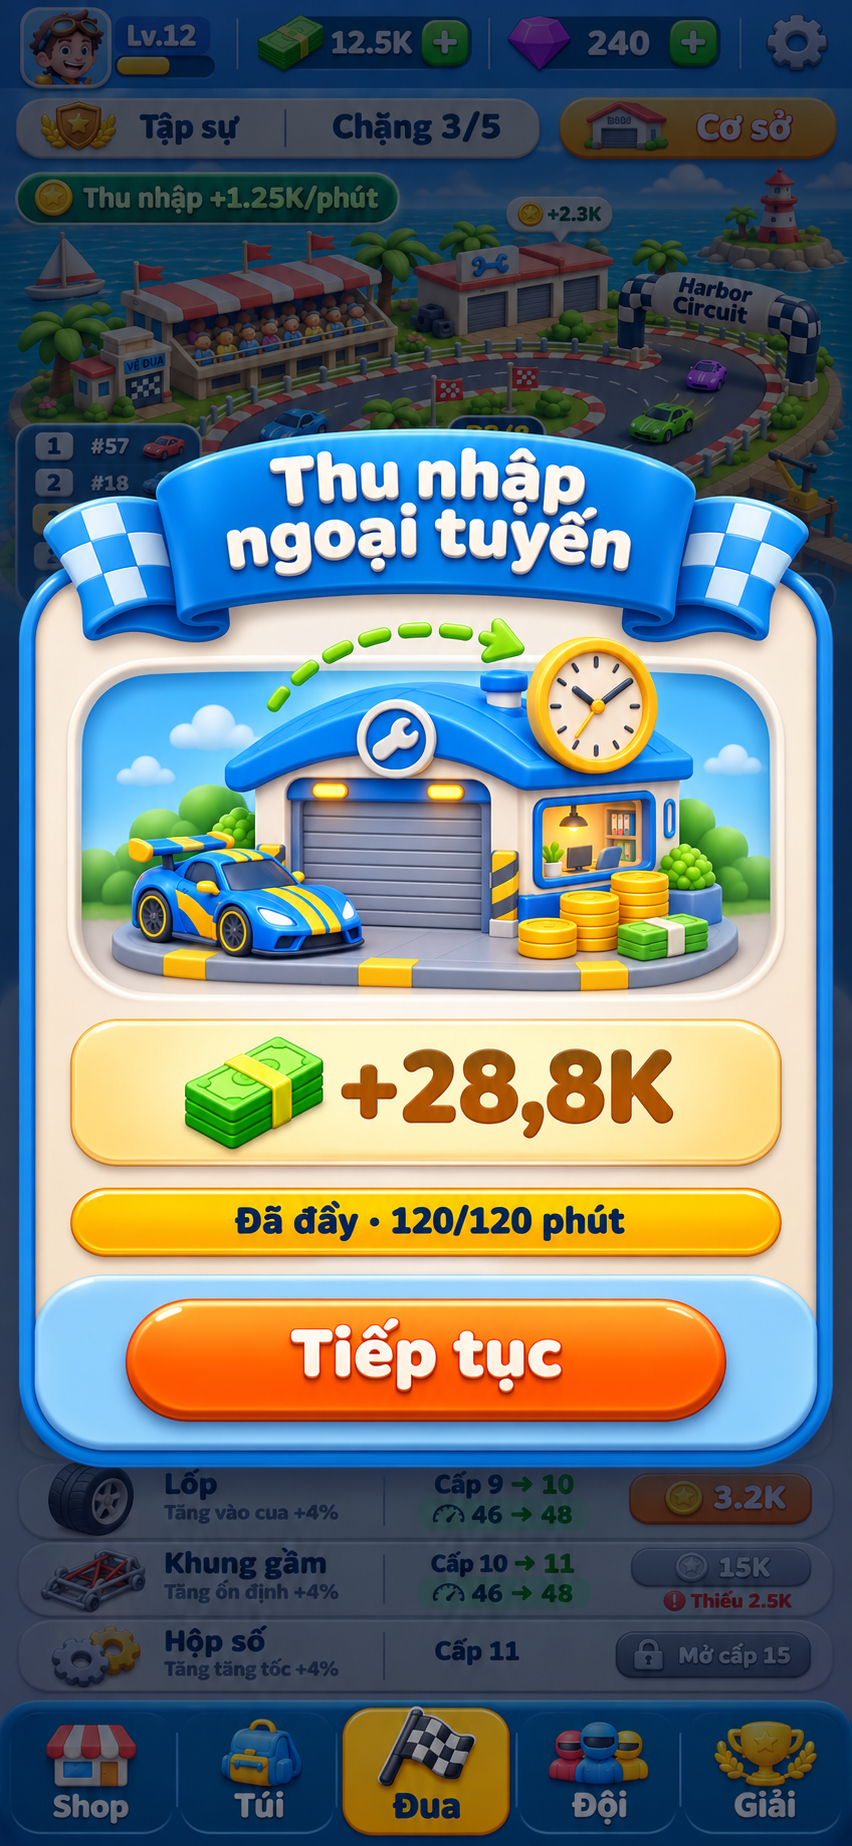 Lv.12
12.5K
240
Tập sự
Chặng 3/5
Cơ sở
Thu nhập +1.25K/phút
+2.3K
Harbor
Circuit
VÉ ĐUA
1 #57
2 #18
Thu nhập
ngoại tuyến
+28,8K
Đã đầy • 120/120 phút
Tiếp tục
Lốp
Cấp 9 → 10
3.2K
Tăng vào cua +4%
46 → 48
Khung gầm
Cấp 10 → 11
15K
Tăng ổn định +4%
46 → 48
Thiếu 2.5K
Hộp số
Cấp 11
Mở cấp 15
Tăng tăng tốc +4%
Shop
Túi
Đua
Đội
Giải